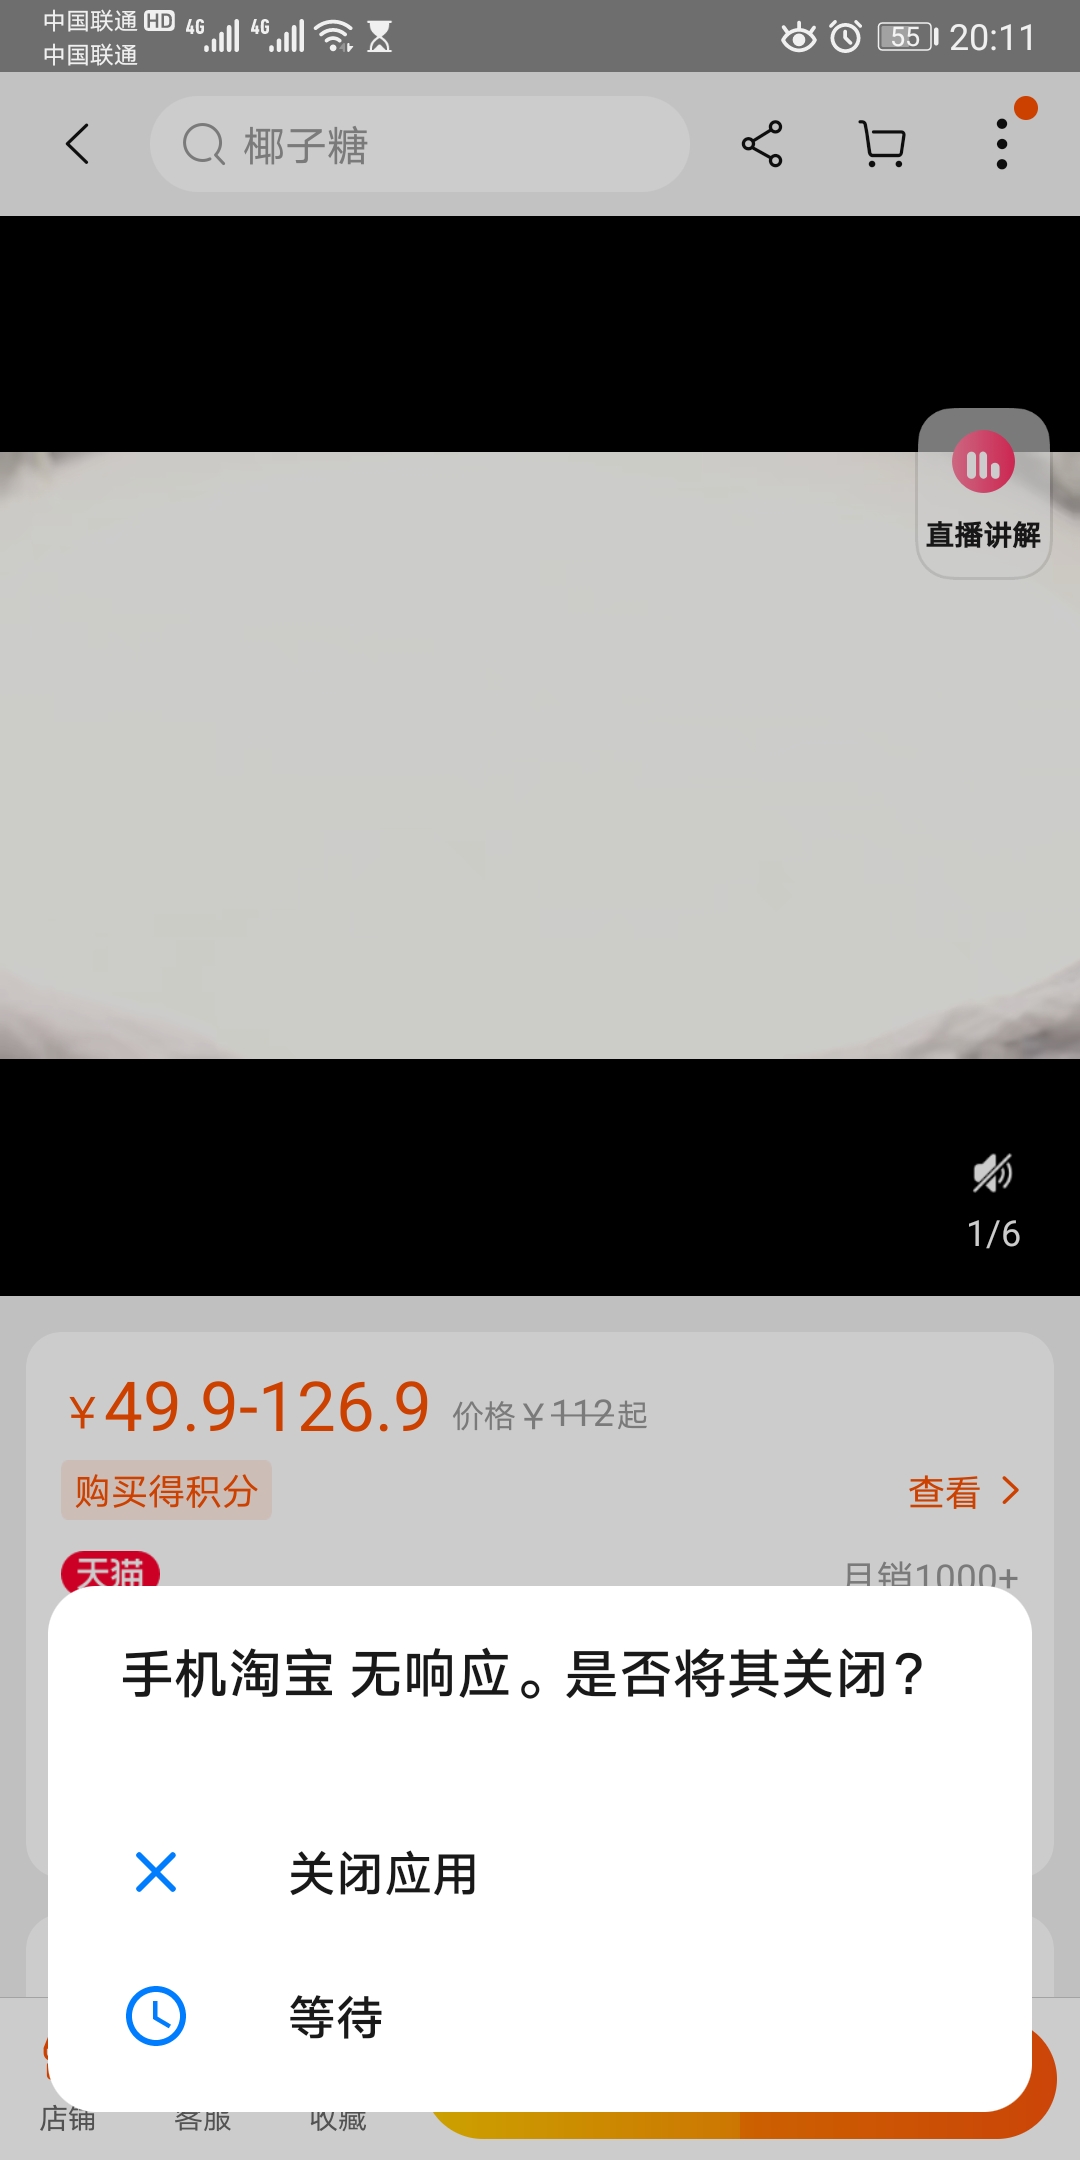 中国联通 HD 4G 4G 55 20:11
中国联通
椰子糖
直播讲解
1/6
￥49.9-126.9 价格￥112起
购买得积分 查看
天猫 月销1000+
手机淘宝 无响应。是否将其关闭？
关闭应用
等待
店铺 客服 收藏